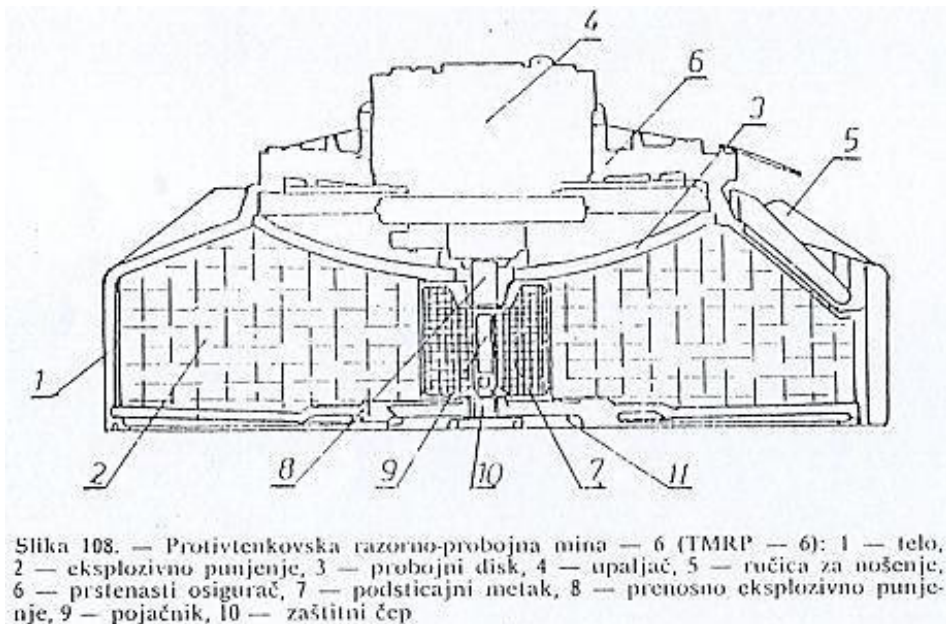 4
6
3
5
1
2
8
9
10
7
11
Slika 108. — Protivtenkovska razorno-probojna mina — 6 (TMRP — 6): 1 — telo,
2 — eksplozivno punjenje, 3 — probojni disk, 4 — upaljač, 5 — ručica za nošenje,
6 — prstenasti osigurač, 7 — podsticajni metak, 8 — prenosno eksplozivno punje-
nje, 9 — pojačnik, 10 — zaštitni čep